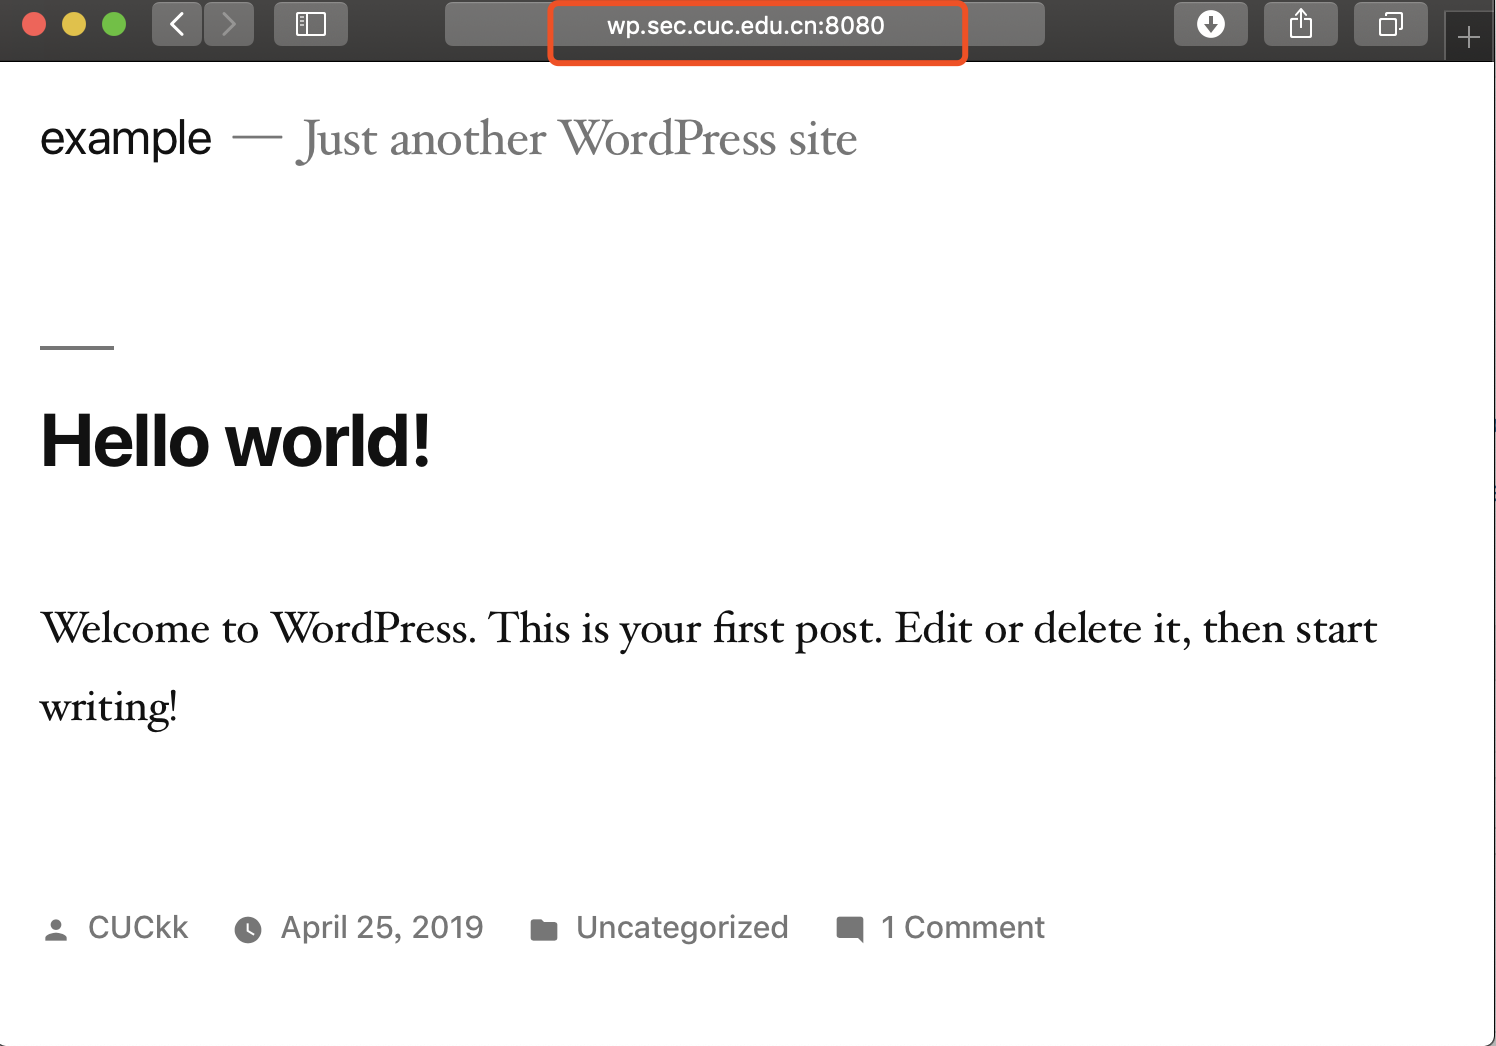 wp.sec.cuc.edu.cn:8080
example — Just another WordPress site
Hello world!
Welcome to WordPress. This is your first post. Edit or delete it, then start
writing!
CUCkk April 25, 2019 Uncategorized 1 Comment